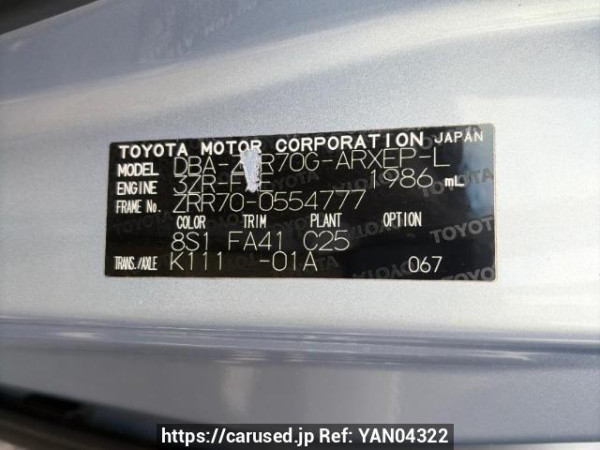 TOYOTA MOTOR CORPORATION JAPAN
MODEL
ENGINE 1986 mL
FRAME No. ZRR70-0554777
COLOR TRIM PLANT OPTION
8S1 FA41 C25
TRANS./AXLE K111 -01A 067
https://carused.jp Ref: YAN04322